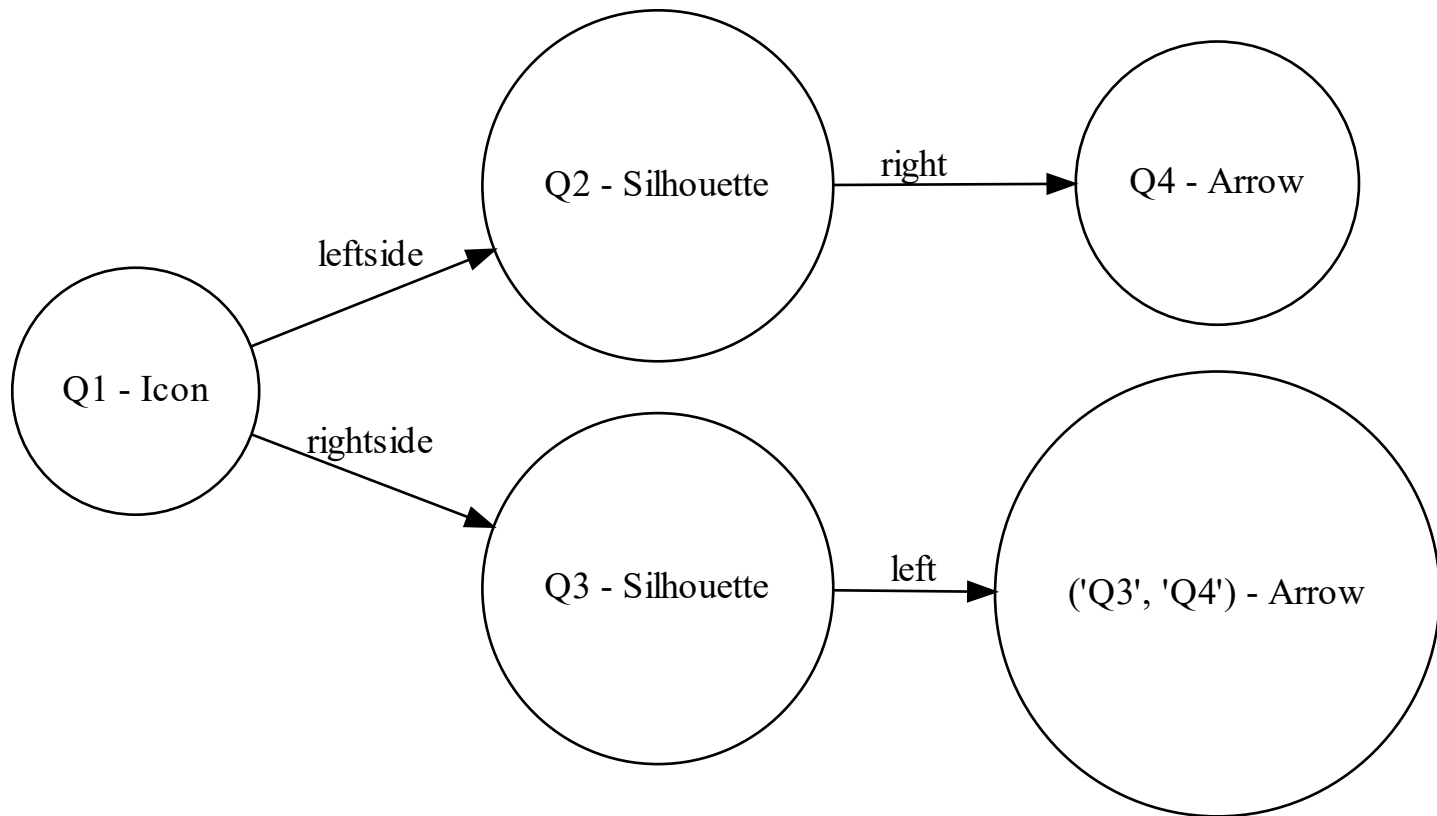 Q2 - Silhouette
right
Q4 - Arrow
leftside
Q1 - Icon
rightside
Q3 - Silhouette
left
('Q3', 'Q4') - Arrow